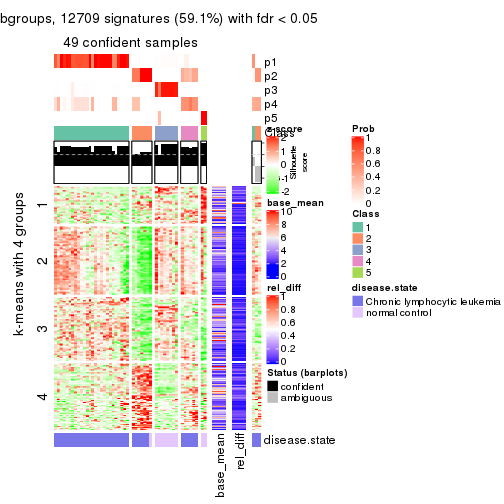 bgroups, 12709 signatures (59.1%) with fdr < 0.05
49 confident samples
p1
p2
p3
p4
p5
Class
z-score
2
1
0
-1
-2
Silhouette
score
Prob
1
0.8
0.6
0.4
0.2
0
base_mean
10
8
6
4
2
0
Class
1
2
3
4
5
rel_diff
1
0.8
0.6
0.4
0.2
0
disease.state
Chronic lymphocytic leukemia
normal control
Status (barplots)
confident
ambiguous
k-means with 4 groups
1
2
3
4
disease.state
base_mean
rel_diff